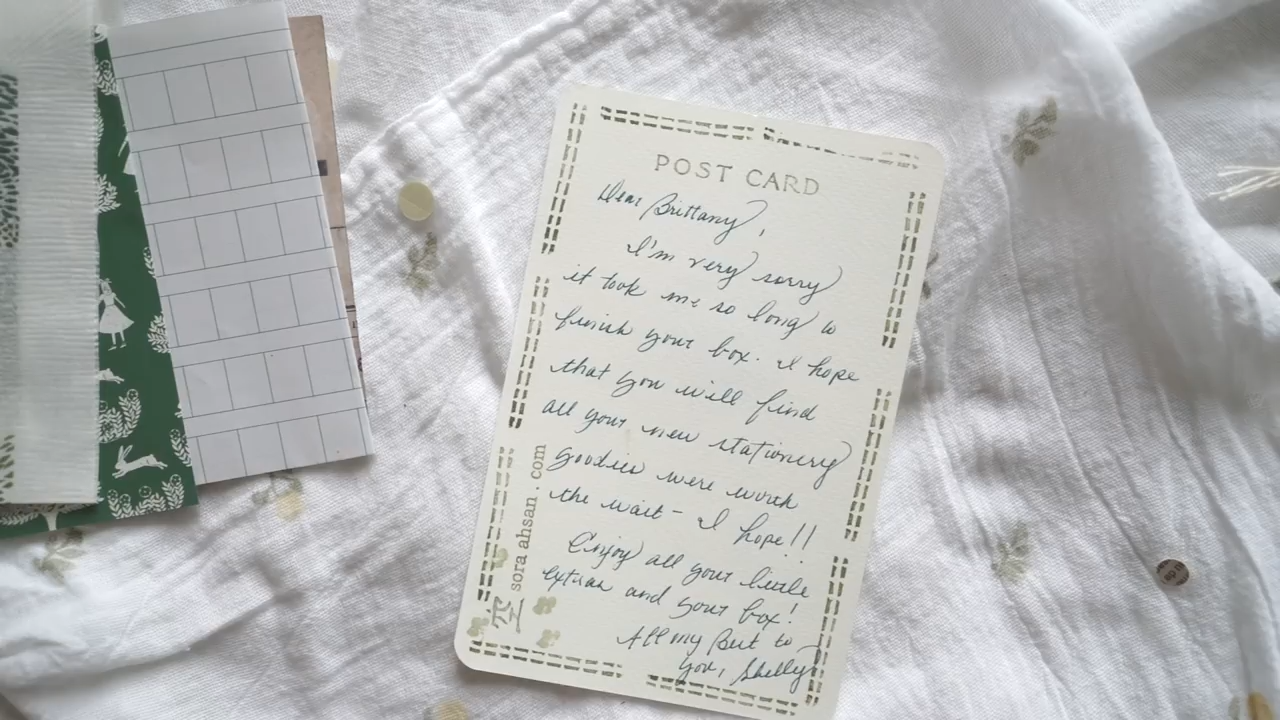 POST CARD
Dear Brittany,
I'm very sorry
it took me so long to
finish your box. I hope
that you will find
all your new stationery
goodies were worth
the wait - I hope!!
Enjoy all your little
extras and your box!
All my Best to
you, Shelly
空 sora ahsan . com